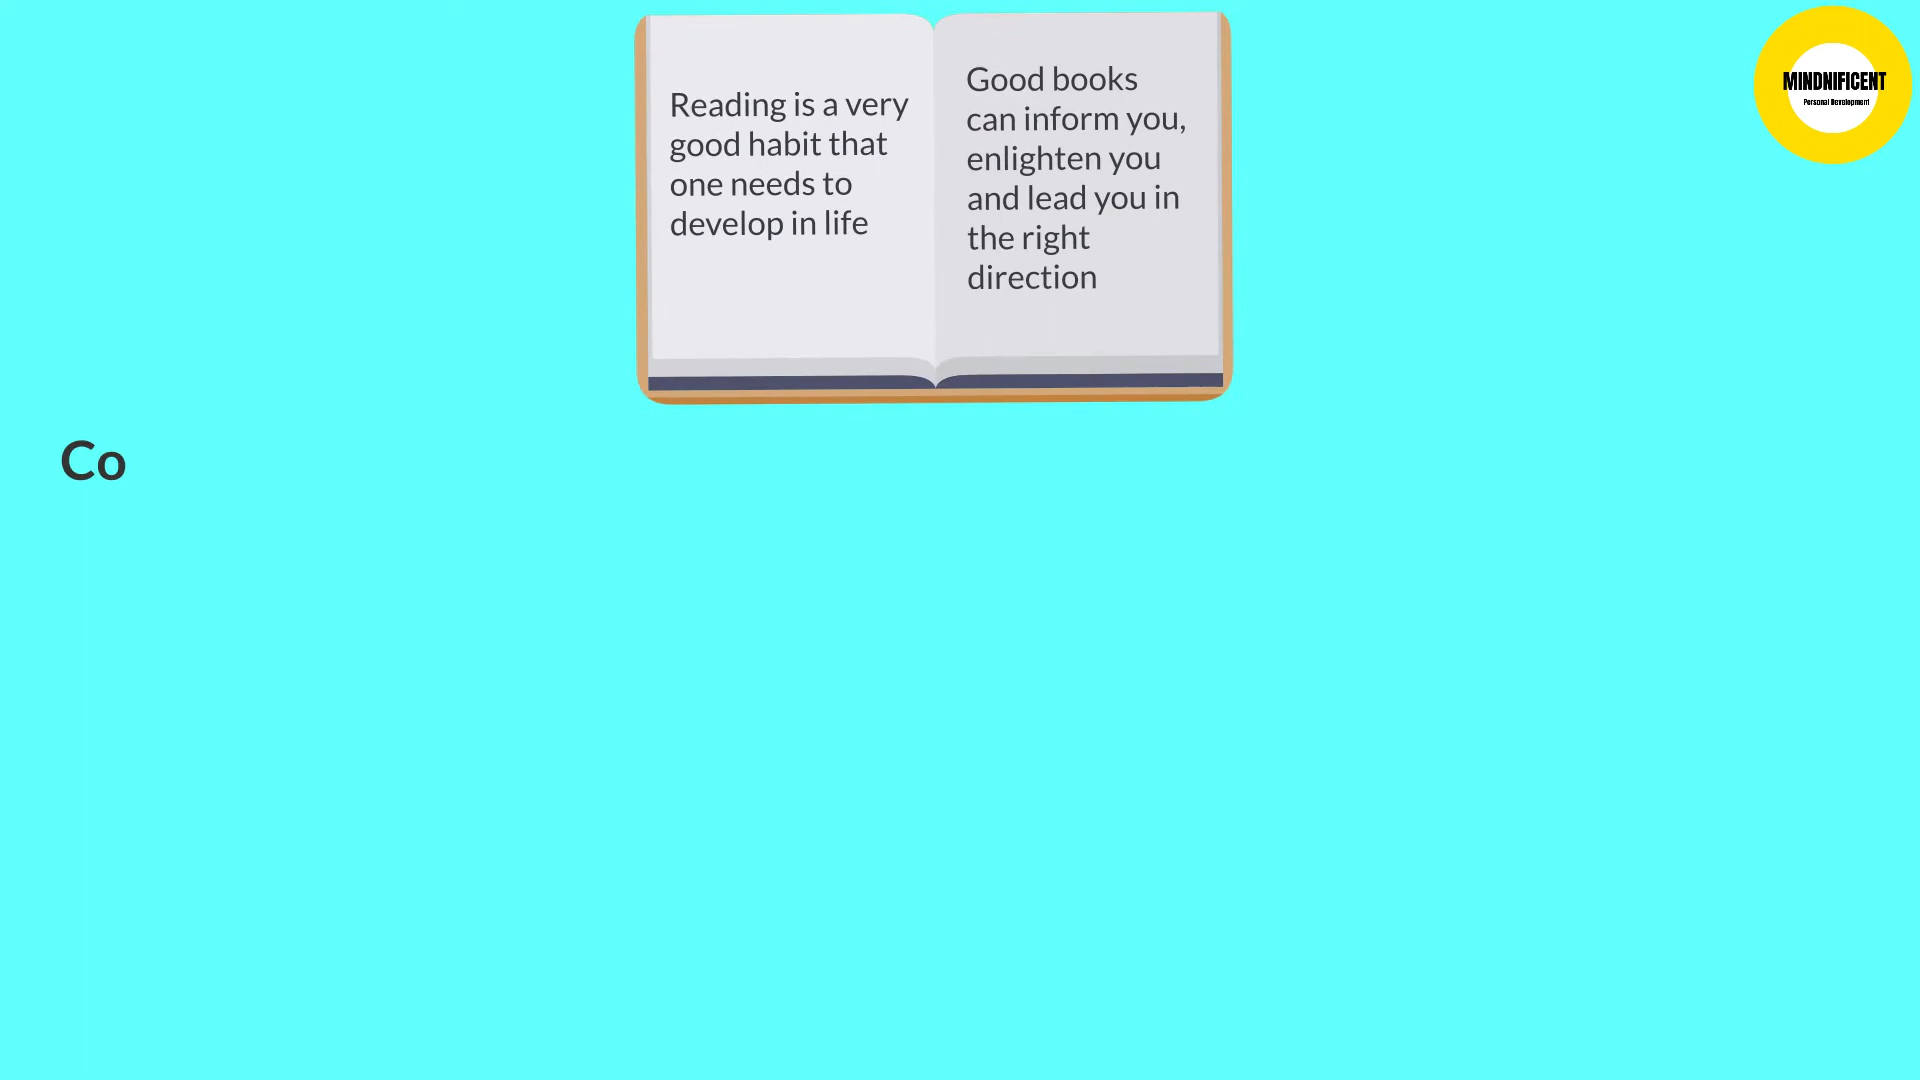 Reading is a very
good habit that
one needs to
develop in life
Good books
can inform you,
enlighten you
and lead you in
the right
direction
MINDNIFICENT
Personal Development
Co